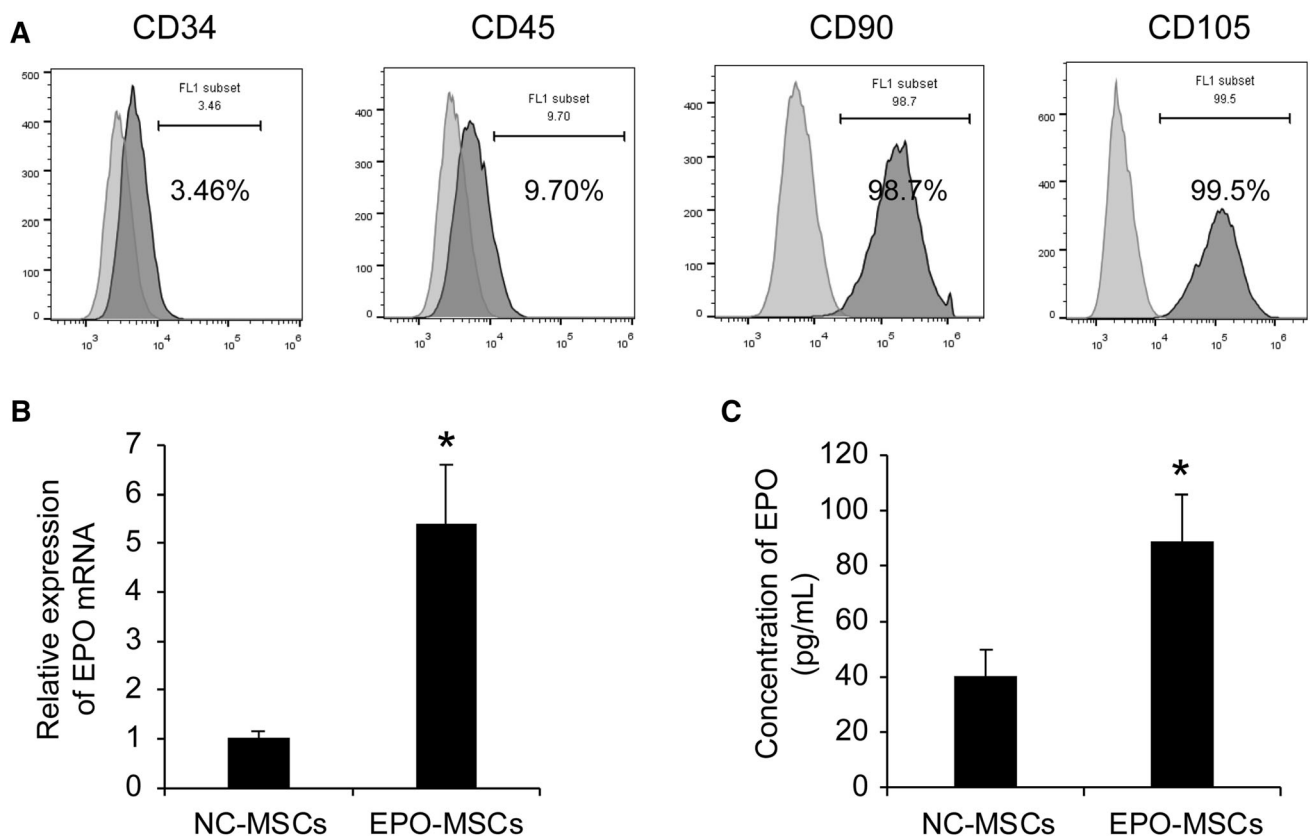 A
CD34
CD45
CD90
CD105
500
400
300
200
100
0
FL1 subset
3.46
3.46%
10³ 10⁴ 10⁵ 10⁶
400
300
200
100
0
FL1 subset
9.70
9.70%
10³ 10⁴ 10⁵ 10⁶
400
300
200
100
0
FL1 subset
98.7
98.7%
10³ 10⁴ 10⁵ 10⁶
600
400
200
0
FL1 subset
99.5
99.5%
10³ 10⁴ 10⁵ 10⁶
B
Relative expression
of EPO mRNA
7
6
5
4
3
2
1
0
*
NC-MSCs EPO-MSCs
C
Concentration of EPO
(pg/mL)
120
100
80
60
40
20
0
*
NC-MSCs EPO-MSCs